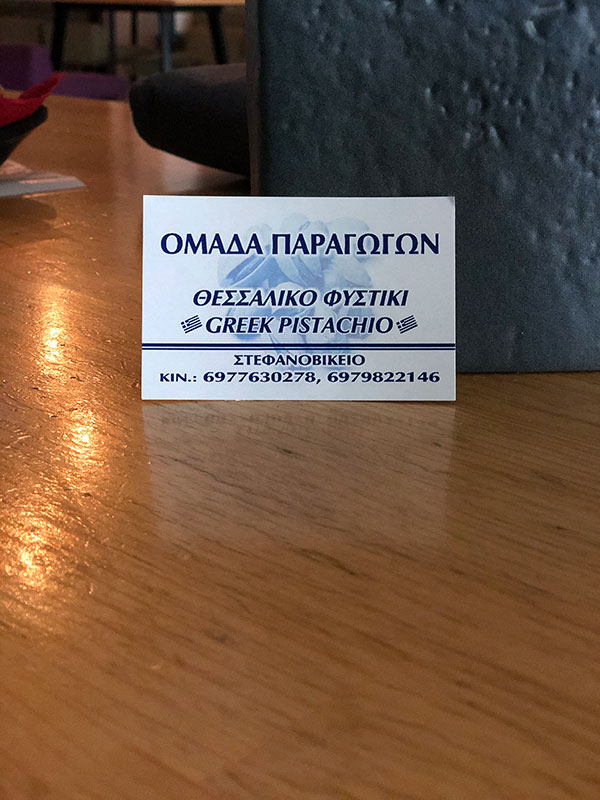 ΟΜΑΔΑ ΠΑΡΑΓΩΓΩΝ
ΘΕΣΣΑΛΙΚΟ ΦΥΣΤΙΚΙ
GREEK PISTACHIO
ΣΤΕΦΑΝΟΒΙΚΕΙΟ
ΚΙΝ.: 6977630278, 6979822146